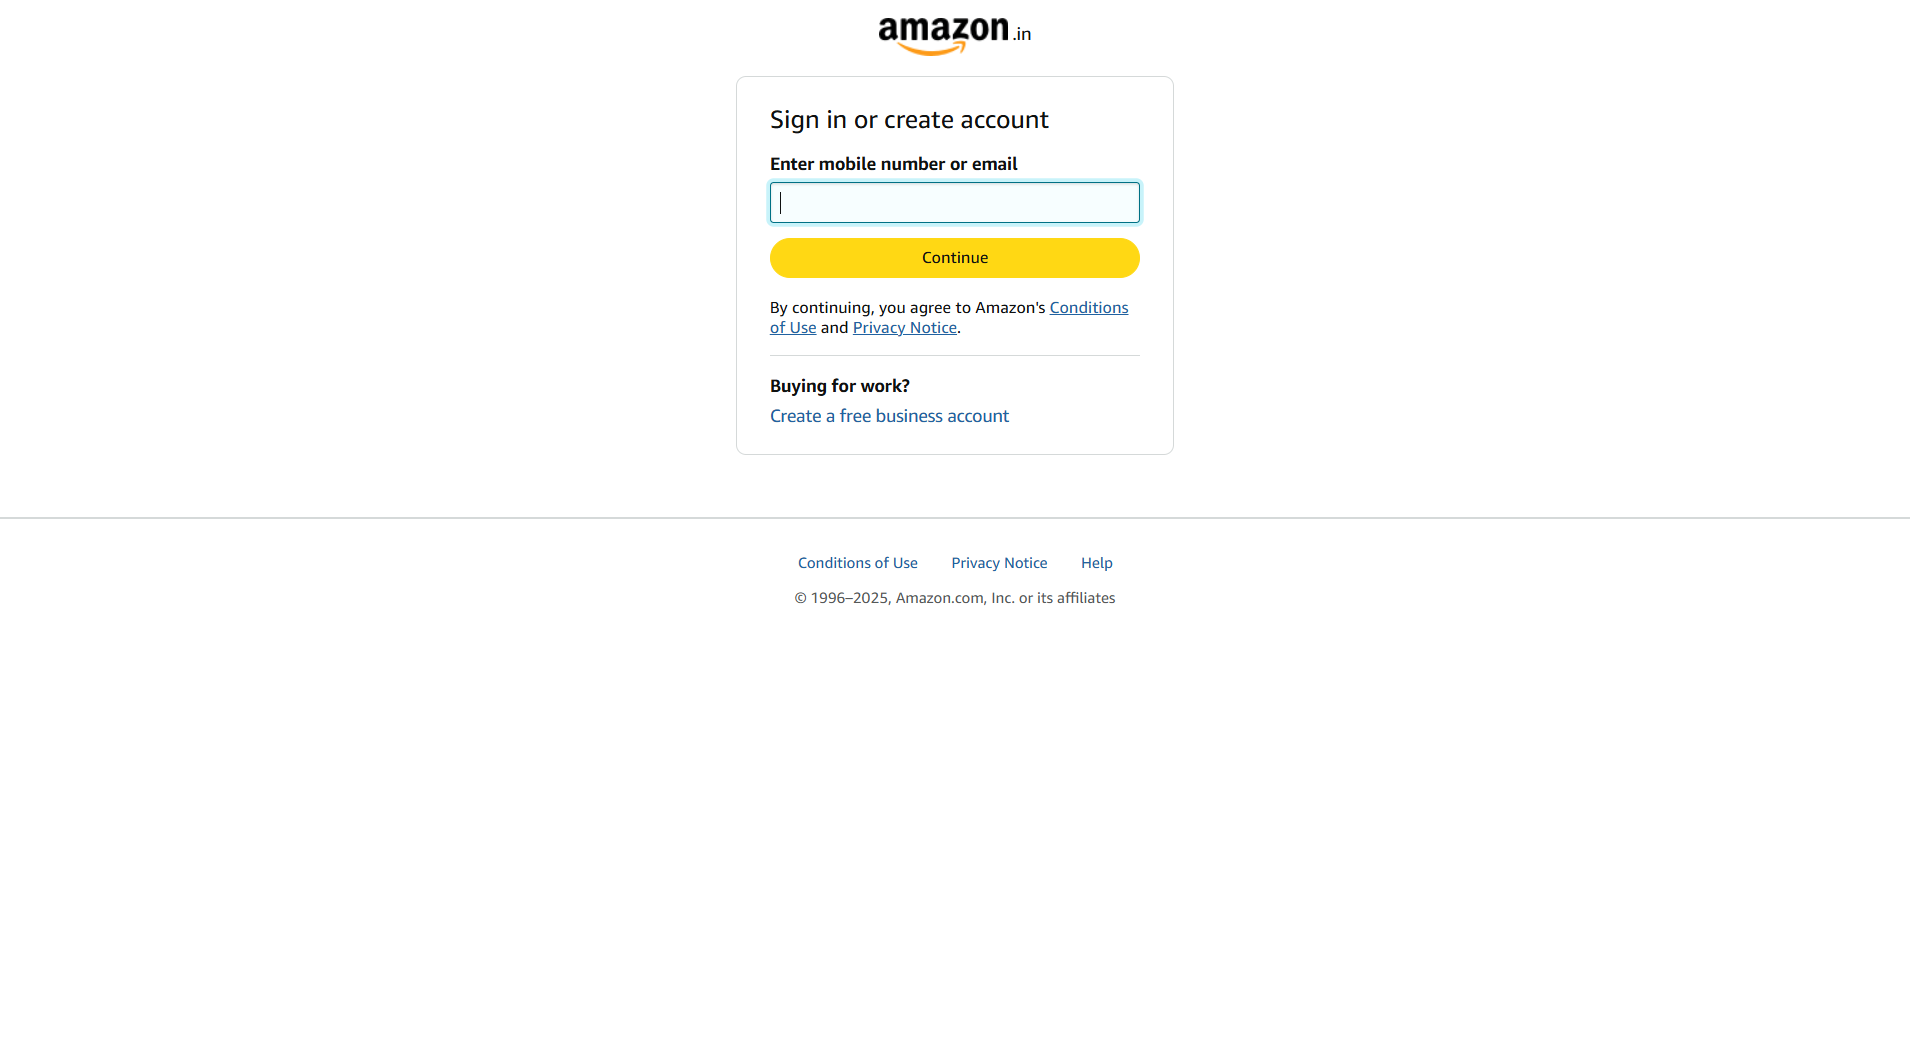 amazon.in
Sign in or create account
Enter mobile number or email
Continue
By continuing, you agree to Amazon's Conditions
of Use and Privacy Notice.
Buying for work?
Create a free business account
Conditions of Use Privacy Notice Help
© 1996–2025, Amazon.com, Inc. or its affiliates